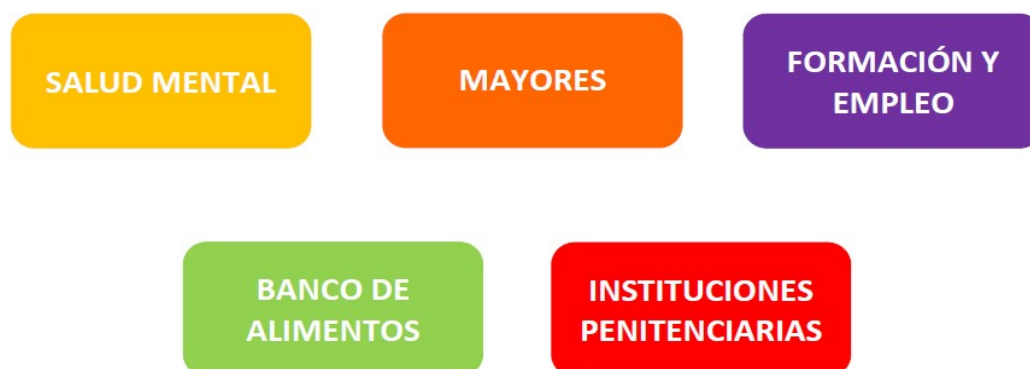 SALUD MENTAL
MAYORES
FORMACIÓN Y
EMPLEO
BANCO DE
ALIMENTOS
INSTITUCIONES
PENITENCIARIAS